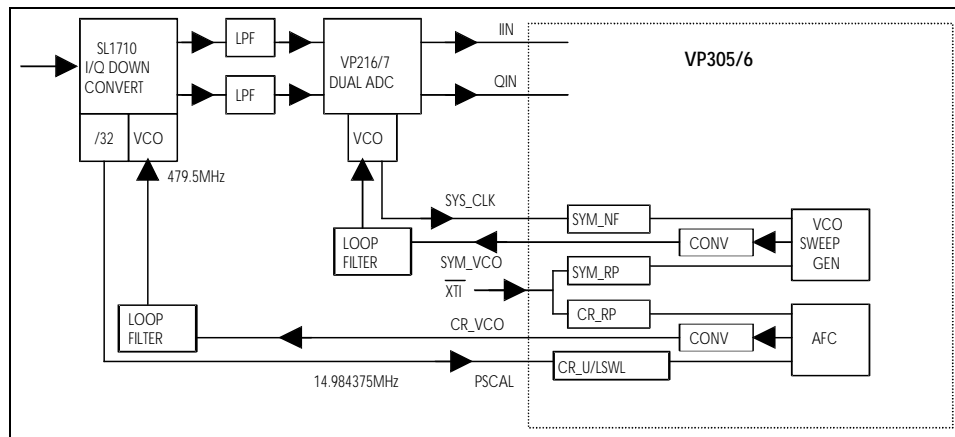 SL1710
I/Q DOWN
CONVERT
/32
VCO
479.5MHz
LPF
LPF
VP216/7
DUAL ADC
VCO
IIN
QIN
VP305/6
SYS_CLK
SYM_NF
VCO
SWEEP
GEN
LOOP
FILTER
SYM_VCO
CONV
XTI
SYM_RP
CR_RP
LOOP
FILTER
CR_VCO
CONV
AFC
14.984375MHz
PSCAL
CR_U/LSWL